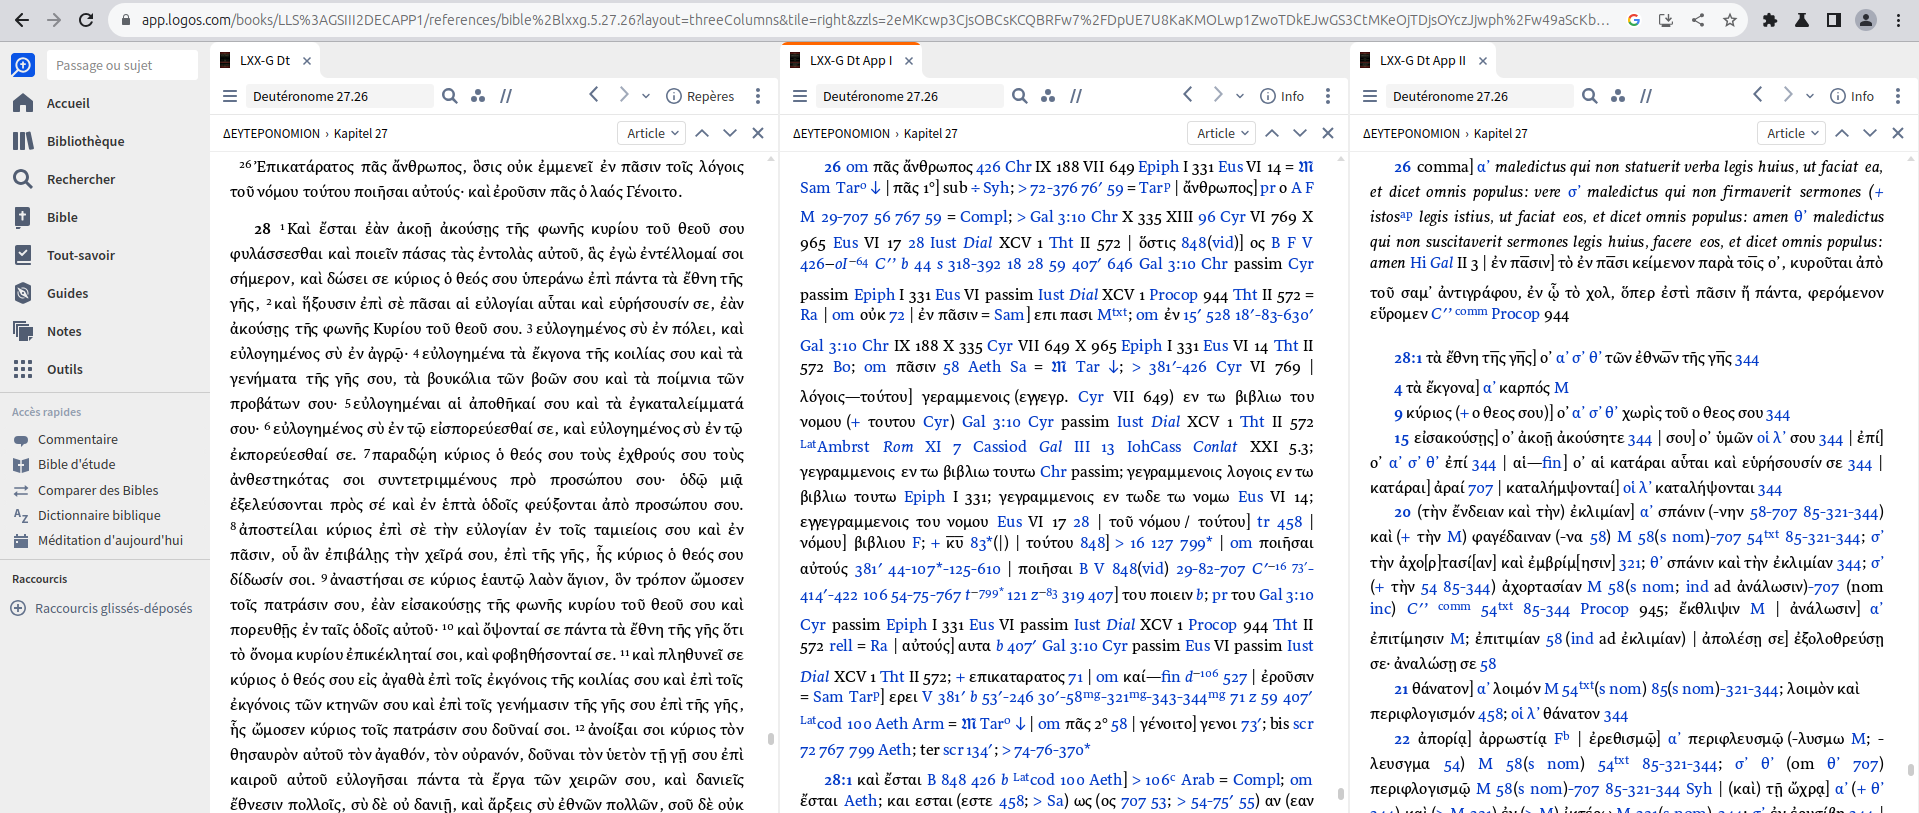 app.logos.com/books/LLS%3AGSIII2DECAPP1/references/bible%2Blxxg.5.27.26?layout=threeColumns&tile=right&zzls=2eMKcwp3CjsOBCsKCQBRFw7%2FDpUE7U8KaKMOLwp1ZwoTDkEJwGS3CtMKeOjTDjsOYczJjwph%2Fw49aScKb...
Passage ou sujet
Accueil
Bibliothèque
Rechercher
Bible
Tout-savoir
Guides
Notes
Outils
Accès rapides
Commentaire
Bible d'étude
Comparer des Bibles
Dictionnaire biblique
Méditation d'aujourd'hui
Raccourcis
Raccourcis glissés-déposés
LXX-G Dt
Deutéronome 27.26
Repères
ΔΕΥΤΕΡΟΝΟΜΙΟΝ › Kapitel 27
Article
26 Ἐπικατάρατος πᾶς ἄνθρωπος, ὅσις οὐκ ἐμμενεῖ ἐν πᾶσιν τοῖς λόγοις
τοῦ νόμου τούτου ποιῆσαι αὐτούς· καὶ ἐροῦσιν πᾶς ὁ λαός Γένοιτο.
28 1 Καὶ ἔσται ἐὰν ἀκοῇ ἀκούσῃς τῆς φωνῆς κυρίου τοῦ θεοῦ σου
φυλάσσεσθαι καὶ ποιεῖν πάσας τὰς ἐντολὰς αὐτοῦ, ἃς ἐγὼ ἐντέλλομαί σοι
σήμερον, καὶ δώσει σε κύριος ὁ θεός σου ὑπεράνω ἐπὶ πάντα τὰ ἔθνη τῆς
γῆς, 2 καὶ ἥξουσιν ἐπὶ σὲ πᾶσαι αἱ εὐλογίαι αὗται καὶ εὑρήσουσίν σε, ἐὰν
ἀκούσῃς τῆς φωνῆς Κυρίου τοῦ θεοῦ σου. 3 εὐλογημένος σὺ ἐν πόλει, καὶ
εὐλογημένος σὺ ἐν ἀγρῷ· 4 εὐλογημένα τὰ ἔκγονα τῆς κοιλίας σου καὶ τὰ
γενήματα τῆς γῆς σου, τὰ βουκόλια τῶν βοῶν σου καὶ τὰ ποίμνια τῶν
προβάτων σου· 5 εὐλογημέναι αἱ ἀποθῆκαί σου καὶ τὰ ἐγκαταλείμματά
σου· 6 εὐλογημένος σὺ ἐν τῷ εἰσπορεύεσθαί σε, καὶ εὐλογημένος σὺ ἐν τῷ
ἐκπορεύεσθαί σε. 7 παραδῴη κύριος ὁ θεός σου τοὺς ἐχθρούς σου τοὺς
ἀνθεστηκότας σοι συντετριμμένους πρὸ προσώπου σου· ὁδῷ μιᾷ
ἐξελεύσονται πρὸς σέ καὶ ἐν ἑπτὰ ὁδοῖς φεύξονται ἀπὸ προσώπου σου.
8 ἀποστείλαι κύριος ἐπὶ σὲ τὴν εὐλογίαν ἐν τοῖς ταμιείοις σου καὶ ἐν
πᾶσιν, οὗ ἂν ἐπιβάλῃς τὴν χεῖρά σου, ἐπὶ τῆς γῆς, ἧς κύριος ὁ θεός σου
δίδωσίν σοι. 9 ἀναστήσαι σε κύριος ἑαυτῷ λαὸν ἅγιον, ὃν τρόπον ὤμοσεν
τοῖς πατράσιν σου, ἐὰν εἰσακούσῃς τῆς φωνῆς κυρίου τοῦ θεοῦ σου καὶ
πορευθῇς ἐν ταῖς ὁδοῖς αὐτοῦ· 10 καὶ ὄψονταί σε πάντα τὰ ἔθνη τῆς γῆς ὅτι
τὸ ὄνομα κυρίου ἐπικέκληταί σοι, καὶ φοβηθήσονταί σε. 11 καὶ πληθυνεῖ σε
κύριος ὁ θεός σου εἰς ἀγαθὰ ἐπὶ τοῖς ἐκγόνοις τῆς κοιλίας σου καὶ ἐπὶ τοῖς
ἐκγόνοις τῶν κτηνῶν σου καὶ ἐπὶ τοῖς γενήμασιν τῆς γῆς σου ἐπὶ τῆς γῆς,
ἧς ὤμοσεν κύριος τοῖς πατράσιν σου δοῦναί σοι. 12 ἀνοίξαι σοι κύριος τὸν
θησαυρὸν αὐτοῦ τὸν ἀγαθόν, τὸν οὐρανόν, δοῦναι τὸν ὑετὸν τῇ γῇ σου ἐπὶ
καιροῦ αὐτοῦ εὐλογῆσαι πάντα τὰ ἔργα τῶν χειρῶν σου, καὶ δανιεῖς
ἔθνεσιν πολλοῖς, σὺ δὲ οὐ δανιῇ, καὶ ἄρξεις σὺ ἐθνῶν πολλῶν, σοῦ δὲ οὐκ
LXX-G Dt App I
Deutéronome 27.26
Info
ΔΕΥΤΕΡΟΝΟΜΙΟΝ › Kapitel 27
Article
26 om πᾶς ἄνθρωπος 426 Chr IX 188 VII 649 Epiph I 331 Eus VI 14 = 𝔐
Sam Taro ↓ | πᾶς 1°] sub ÷ Syh; > 72-376 76′ 59 = Tarp | ἄνθρωπος] pr ο A F
M 29-707 56 767 59 = Compl; > Gal 3:10 Chr X 335 XIII 96 Cyr VI 769 X
965 Eus VI 17 28 Iust Dial XCV 1 Tht II 572 | ὅστις 848(vid)] ος B F V
426–oI−64 C′′ b 44 s 318-392 18 28 59 407′ 646 Gal 3:10 Chr passim Cyr
passim Epiph I 331 Eus VI passim Iust Dial XCV 1 Procop 944 Tht II 572 =
Ra | om οὐκ 72 | ἐν πᾶσιν = Sam] επι πασι Mtxt; om ἐν 15′ 528 18′-83-630′
Gal 3:10 Chr IX 188 X 335 Cyr VII 649 X 965 Epiph I 331 Eus VI 14 Tht II
572 Bo; om πᾶσιν 58 Aeth Sa = 𝔐 Tar ↓; > 381′-426 Cyr VI 769 |
λόγοις—τούτου] γεραμμενοις (εγγεγρ. Cyr VII 649) εν τω βιβλιω του
νομου (+ τουτου Cyr) Gal 3:10 Cyr passim Iust Dial XCV 1 Tht II 572
LatAmbrst Rom XI 7 Cassiod Gal III 13 IohCass Conlat XXI 5.3;
γεγραμμενοις εν τω βιβλιω τουτω Chr passim; γεγραμμενοις λογοις εν τω
βιβλιω τουτω Epiph I 331; γεγραμμενοις εν τωδε τω νομω Eus VI 14;
εγγεγραμμενοις του νομου Eus VI 17 28 | τοῦ νόμου / τούτου] tr 458 |
νόμου] βιβλιου F; + κ̅υ̅ 83*(|) | τούτου 848] > 16 127 799* | om ποιῆσαι
αὐτούς 381′ 44-107*-125-610 | ποιῆσαι B V 848(vid) 29-82-707 C′−16 73′-
414′-422 106 54-75-767 t−799* 121 z−83 319 407] του ποιειν b; pr του Gal 3:10
Cyr passim Epiph I 331 Eus VI passim Iust Dial XCV 1 Procop 944 Tht II
572 rell = Ra | αὐτούς] αυτα b 407′ Gal 3:10 Cyr passim Eus VI passim Iust
Dial XCV 1 Tht II 572; + επικαταρατος 71 | om καί—fin d−106 527 | ἐροῦσιν
= Sam Tarp] ερει V 381′ b 53′-246 30′-58mg-321mg-343-344mg 71 z 59 407′
Latcod 100 Aeth Arm = 𝔐 Taro ↓ | om πᾶς 2° 58 | γένοιτο] γενοι 73′; bis scr
72 767 799 Aeth; ter scr 134′; > 74-76-370*
28:1 καὶ ἔσται B 848 426 b Latcod 100 Aeth] > 106c Arab = Compl; om
ἔσται Aeth; και εσται (εστε 458; > Sa) ως (ος 707 53; > 54-75′ 55) αν (εαν
LXX-G Dt App II
Deutéronome 27.26
Info
ΔΕΥΤΕΡΟΝΟΜΙΟΝ › Kapitel 27
Article
26 comma] α′ maledictus qui non statuerit verba legis huius, ut faciat ea,
et dicet omnis populus: vere σ′ maledictus qui non firmaverit sermones (+
istosap legis istius, ut faciat eos, et dicet omnis populus: amen θ′ maledictus
qui non suscitaverit sermones legis huius, facere eos, et dicet omnis populus:
amen Hi Gal II 3 | ἐν πᾶσιν] τὸ ἐν πᾶσι κείμενον παρὰ τοῖς ο′, κυροῦται ἀπὸ
τοῦ σαμ′ ἀντιγράφου, ἐν ᾧ τὸ χολ, ὅπερ ἐστὶ πᾶσιν ἤ πάντα, φερόμενον
εὕρομεν C′′ comm Procop 944
28:1 τὰ ἔθνη τῆς γῆς] ο′ α′ σ′ θ′ τῶν ἐθνῶν τῆς γῆς 344
4 τὰ ἔκγονα] α′ καρπός M
9 κύριος (+ ο θεος σου)] ο′ α′ σ′ θ′ χωρὶς τοῦ ο θεος σου 344
15 εἰσακούσῃς] ο′ ἀκοῇ ἀκούσητε 344 | σου] ο′ ὑμῶν οἱ λ′ σου 344 | ἐπί]
ο′ α′ σ′ θ′ ἐπί 344 | αἱ—fin] ο′ αἱ κατάραι αὗται καὶ εὑρήσουσίν σε 344 |
κατάραι] ἀραί 707 | καταλήμψονται] οἱ λ′ καταλήψονται 344
20 (τὴν ἔνδειαν καὶ τὴν) ἐκλιμίαν] α′ σπάνιν (-νην 58-707 85-321-344)
καὶ (+ τὴν M) φαγέδαιναν (-να 58) M 58(s nom)-707 54txt 85-321-344; σ′
τὴν ἀχο[ρ]τασί[αν] καὶ ἐμβρίμ[ησιν] 321; θ′ σπάνιν καὶ τὴν ἐκλιμίαν 344; σ′
(+ τὴν 54 85-344) ἀχορτασίαν M 58(s nom; ind ad ἀνάλωσιν)-707 (nom
inc) C′′ comm 54txt 85-344 Procop 945; ἔκθλιψιν M | ἀνάλωσιν] α′
ἐπιτίμησιν M; ἐπιτιμίαν 58 (ind ad ἐκλιμίαν) | ἀπολέσῃ σε] ἐξολοθρεύσῃ
σε· ἀναλώσῃ σε 58
21 θάνατον] α′ λοιμόν M 54txt(s nom) 85(s nom)-321-344; λοιμὸν καὶ
περιφλογισμόν 458; οἱ λ′ θάνατον 344
22 ἀπορίᾳ] ἀρρωστία Fb | ἐρεθισμῷ] α′ περιφλευσμῷ (-λυσμω M; -
λευσγμα 54) M 58(s nom) 54txt 85-321-344; σ′ θ′ (om θ′ 707)
περιφλογισμῷ M 58(s nom)-707 85-321-344 Syh | (καὶ) τῇ ὤχρᾳ] α′ (+ θ′